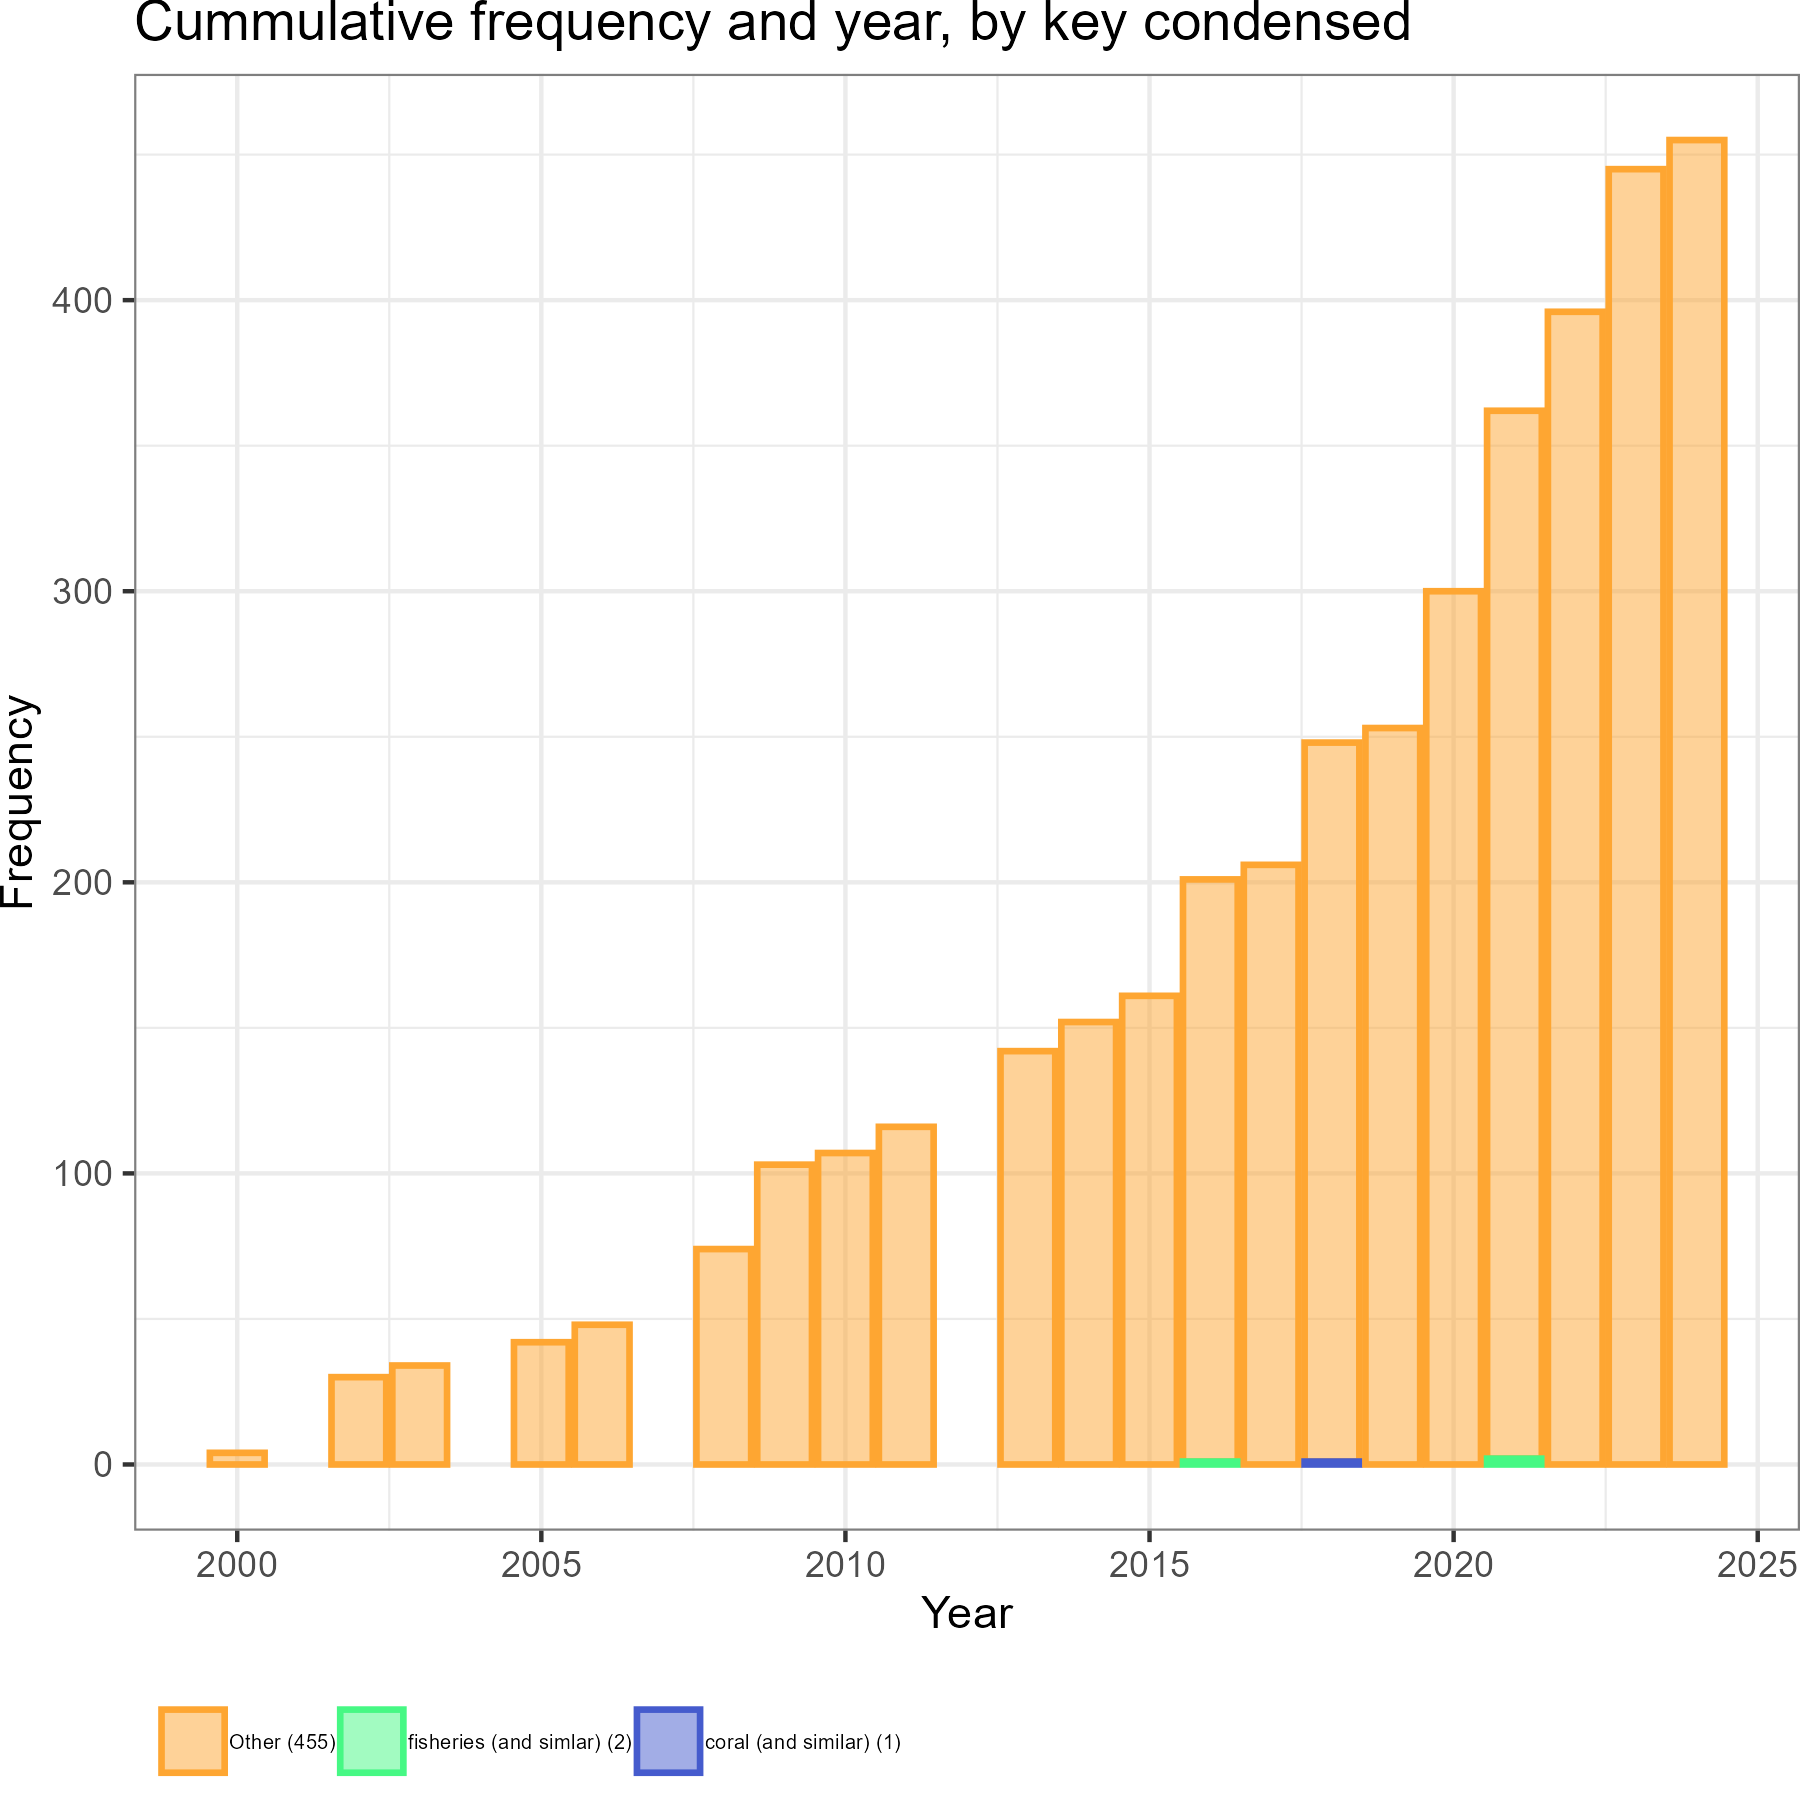 Cummulative frequency and year, by key condensed
Frequency
400
300
200
100
0
2000 2005 2010 2015 2020 2025
Year
Other (455) fisheries (and simlar) (2) coral (and similar) (1)